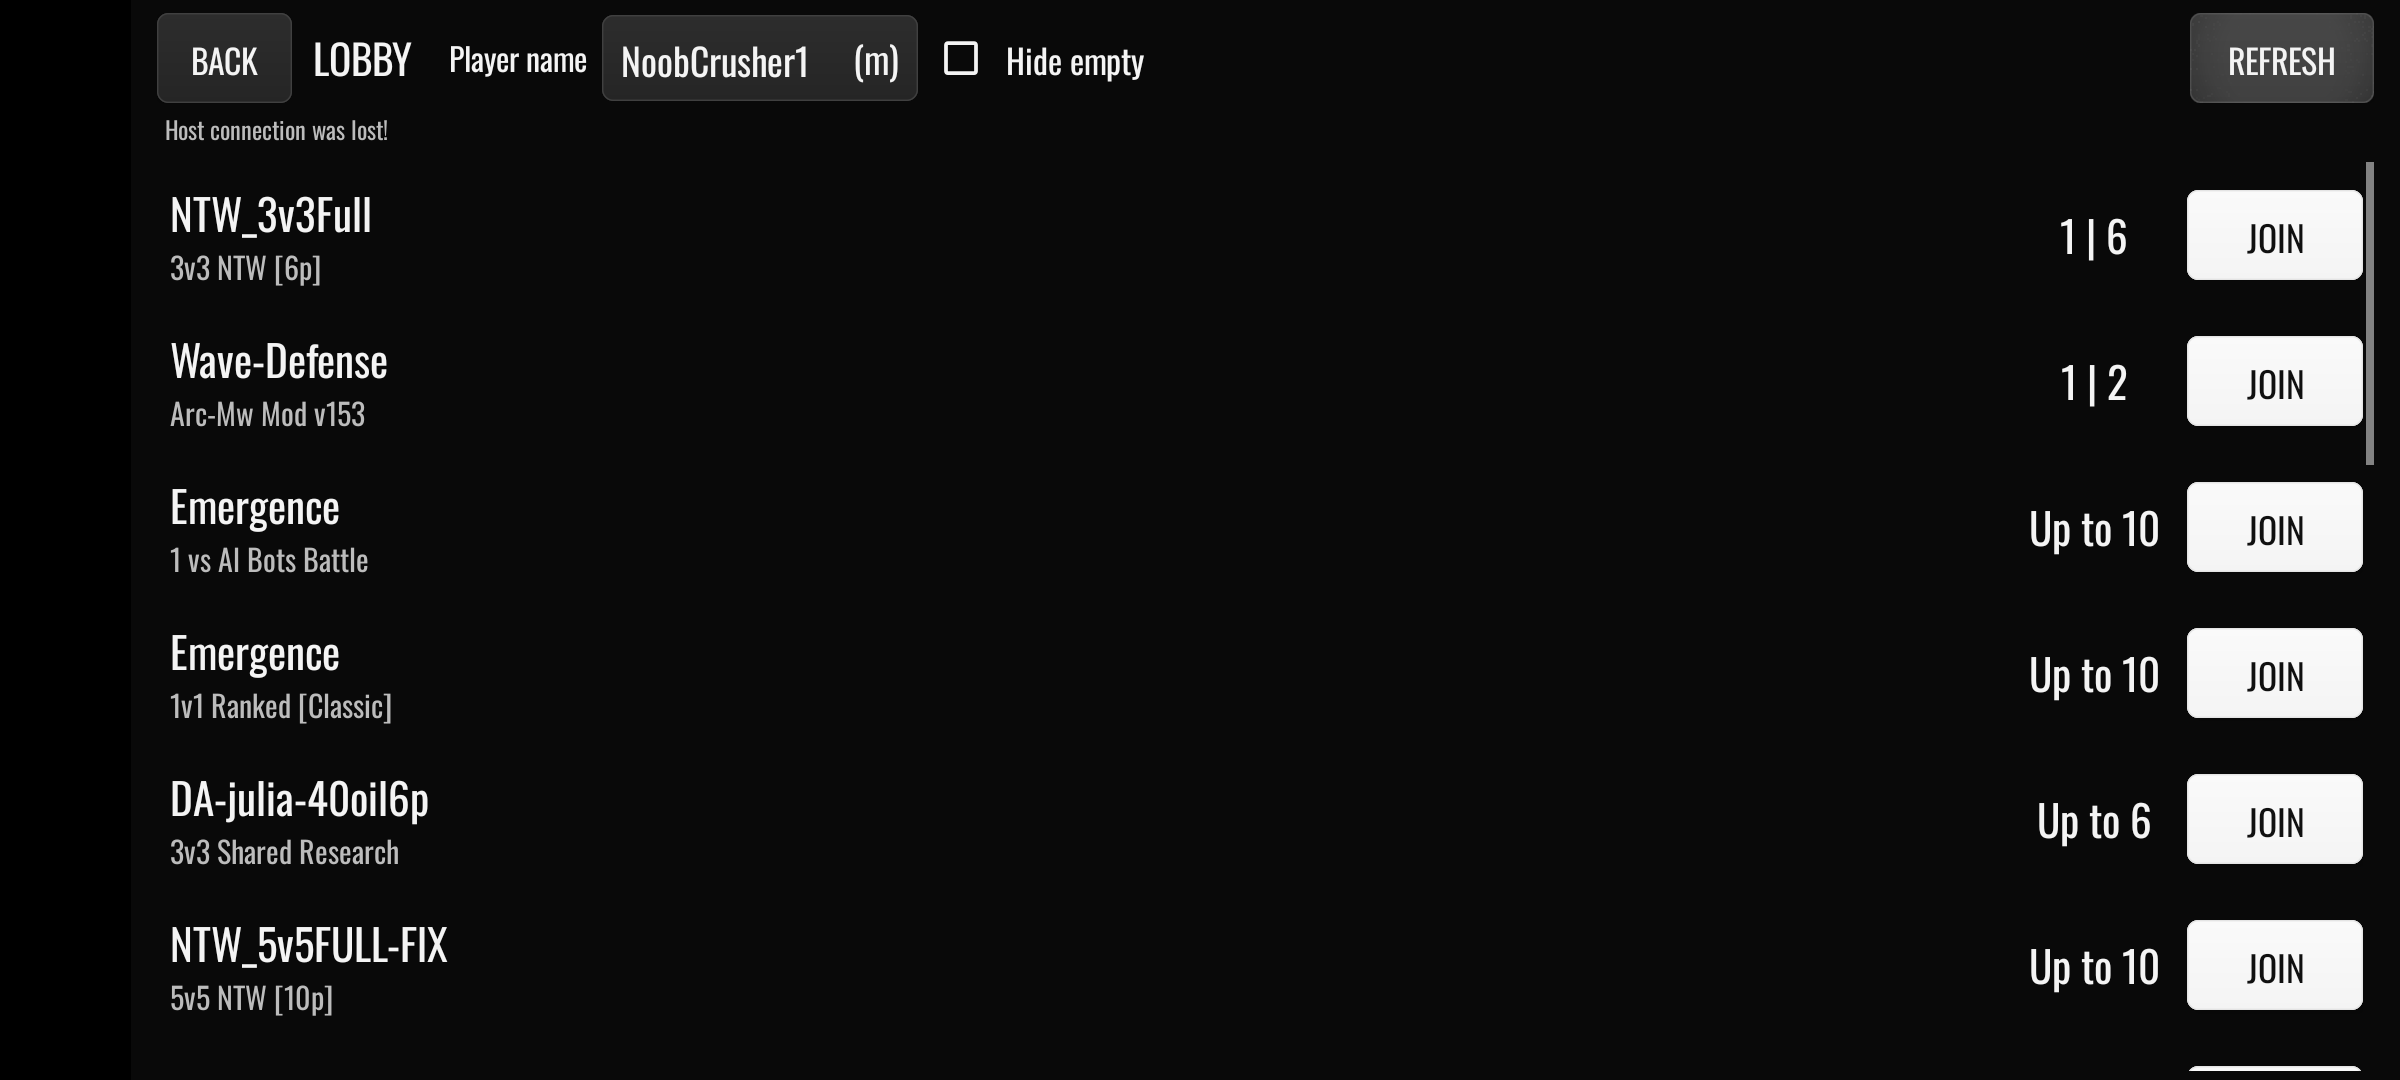 BACK LOBBY Player name NoobCrusher1 (m) Hide empty REFRESH
Host connection was lost!
NTW_3v3Full
3v3 NTW [6p]
1 | 6 JOIN
Wave-Defense
Arc-Mw Mod v153
1 | 2 JOIN
Emergence
1 vs AI Bots Battle
Up to 10 JOIN
Emergence
1v1 Ranked [Classic]
Up to 10 JOIN
DA-julia-40oil6p
3v3 Shared Research
Up to 6 JOIN
NTW_5v5FULL-FIX
5v5 NTW [10p]
Up to 10 JOIN